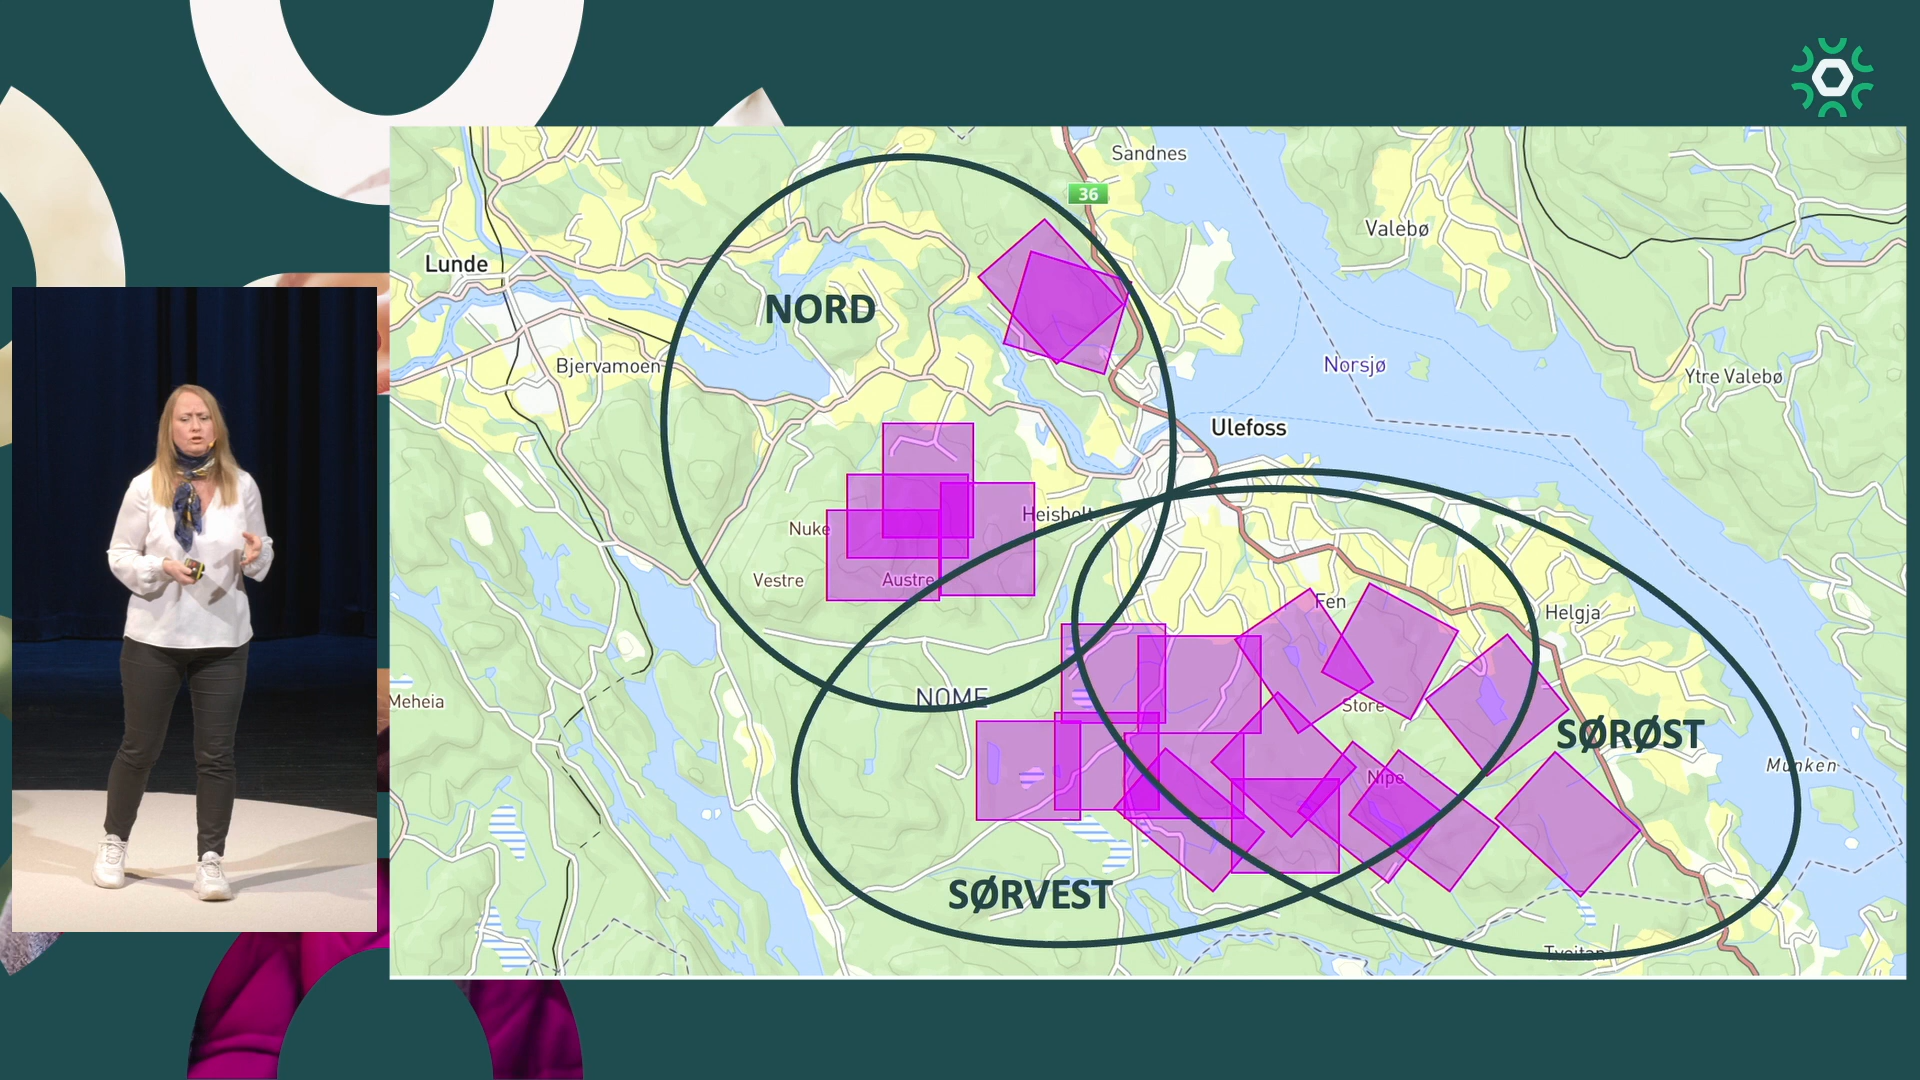 Sandnes
36
Valebø
Lunde
NORD
Bjervamoen
Norsjø
Ytre Valebø
Ulefoss
Heisholt
Nuke
Vestre
Austre
Fen
Helgja
NOME
Meheia
Store
SØRØST
Munken
Nipe
SØRVEST
Tveitan